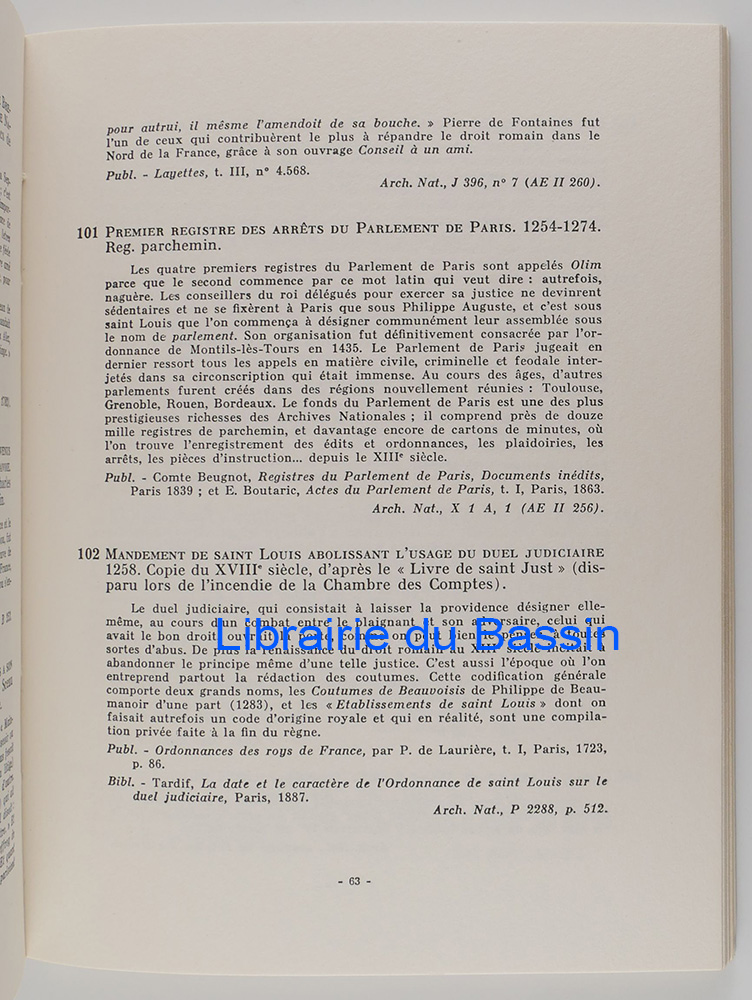 pour autrui, il mêsme l'amendoit de sa bouche. » Pierre de Fontaines fut
l'un de ceux qui contribuèrent le plus à répandre le droit romain dans le
Nord de la France, grâce à son ouvrage Conseil à un ami.
Publ. - Layettes, t. III, n° 4.568.
Arch. Nat., J 396, n° 7 (AE II 260).
101 PREMIER REGISTRE DES ARRÊTS DU PARLEMENT DE PARIS. 1254-1274.
Reg. parchemin.
Les quatre premiers registres du Parlement de Paris sont appelés Olim
parce que le second commence par ce mot latin qui veut dire : autrefois,
naguère. Les conseillers du roi délégués pour exercer sa justice ne devinrent
sédentaires et ne se fixèrent à Paris que sous Philippe Auguste, et c'est sous
saint Louis que l'on commença à désigner communément leur assemblée sous
le nom de parlement. Son organisation fut définitivement consacrée par l'or-
donnance de Montils-lès-Tours en 1435. Le Parlement de Paris jugeait en
dernier ressort tous les appels en matière civile, criminelle et feodale inter-
jetés dans sa circonscription qui était immense. Au cours des âges, d'autres
parlements furent créés dans des régions nouvellement réunies : Toulouse,
Grenoble, Rouen, Bordeaux. Le fonds du Parlement de Paris est une des plus
prestigieuses richesses des Archives Nationales ; il comprend près de douze
mille registres de parchemin, et davantage encore de cartons de minutes, où
l'on trouve l'enregistrement des édits et ordonnances, les plaidoiries, les
arrêts, les pièces d'instruction... depuis le XIIIe siècle.
Publ. - Comte Beugnot, Registres du Parlement de Paris, Documents inédits,
Paris 1839 ; et E. Boutaric, Actes du Parlement de Paris, t. I, Paris, 1863.
Arch. Nat., X 1 A, 1 (AE II 256).
102 MANDEMENT DE SAINT LOUIS ABOLISSANT L'USAGE DU DUEL JUDICIAIRE
1258. Copie du XVIIIe siècle, d'après le « Livre de saint Just » (dis-
paru lors de l'incendie de la Chambre des Comptes).
Le duel judiciaire, qui consistait à laisser la providence désigner elle-
même, au cours d'un combat entre le plaignant et son adversaire, celui qui
avait le bon droit, ouvrait la porte, comme on peut bien le penser, à toutes
sortes d'abus. De plus la renaissance du droit romain au XIIIe siècle incitait à
abandonner le principe même d'une telle justice. C'est aussi l'époque où l'on
entreprend partout la rédaction des coutumes. Cette codification générale
comporte deux grands noms, les Coutumes de Beauvoisis de Philippe de Beau-
manoir d'une part (1283), et les « Etablissements de saint Louis » dont on
faisait autrefois un code d'origine royale et qui en réalité, sont une compila-
tion privée faite à la fin du règne.
Publ. - Ordonnances des roys de France, par P. de Laurière, t. I, Paris, 1723,
p. 86.
Bibl. - Tardif, La date et le caractère de l'Ordonnance de saint Louis sur le
duel judiciaire, Paris, 1887.
Arch. Nat., P 2288, p. 512.
- 63 -
Librairie du Bassin